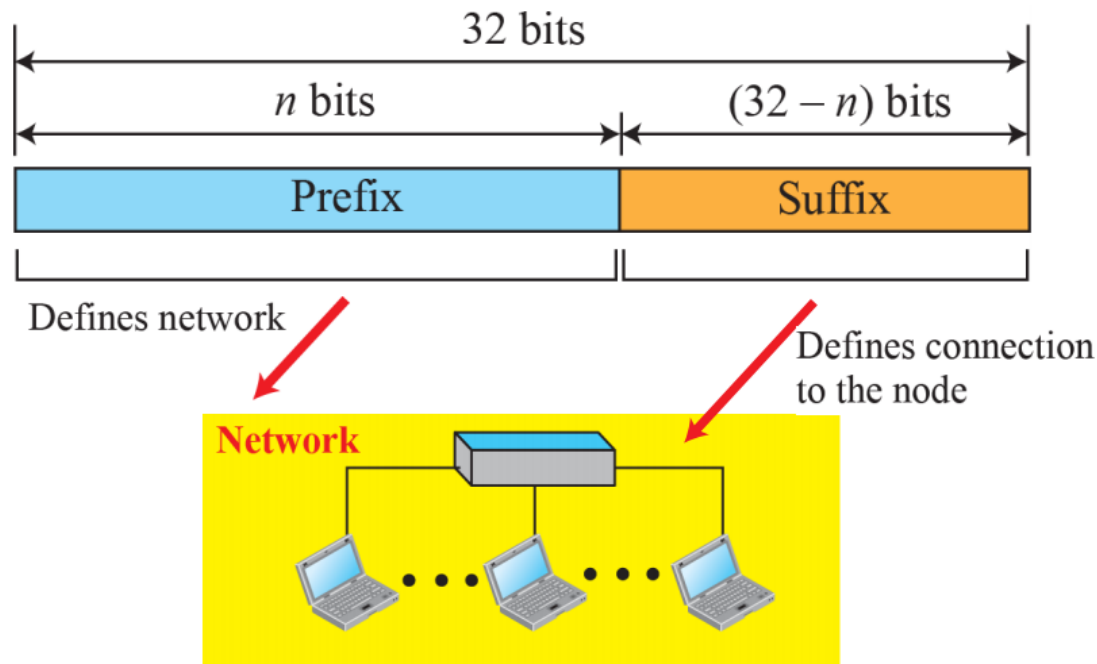 32 bits
n bits
(32 – n) bits
Prefix
Suffix
Defines network
Defines connection
to the node
Network